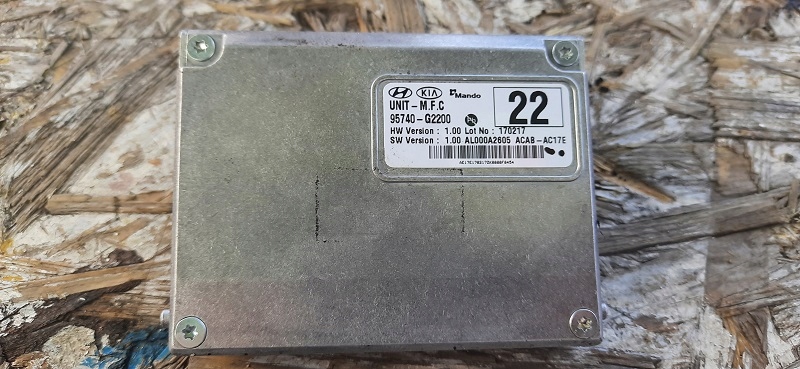 KIA Mando
UNIT - M.F.C
95740 - G2200
22
HW Version : 1.00 Lot No : 170217
SW Version : 1.00 AL000A2605 ACAB - AC17E